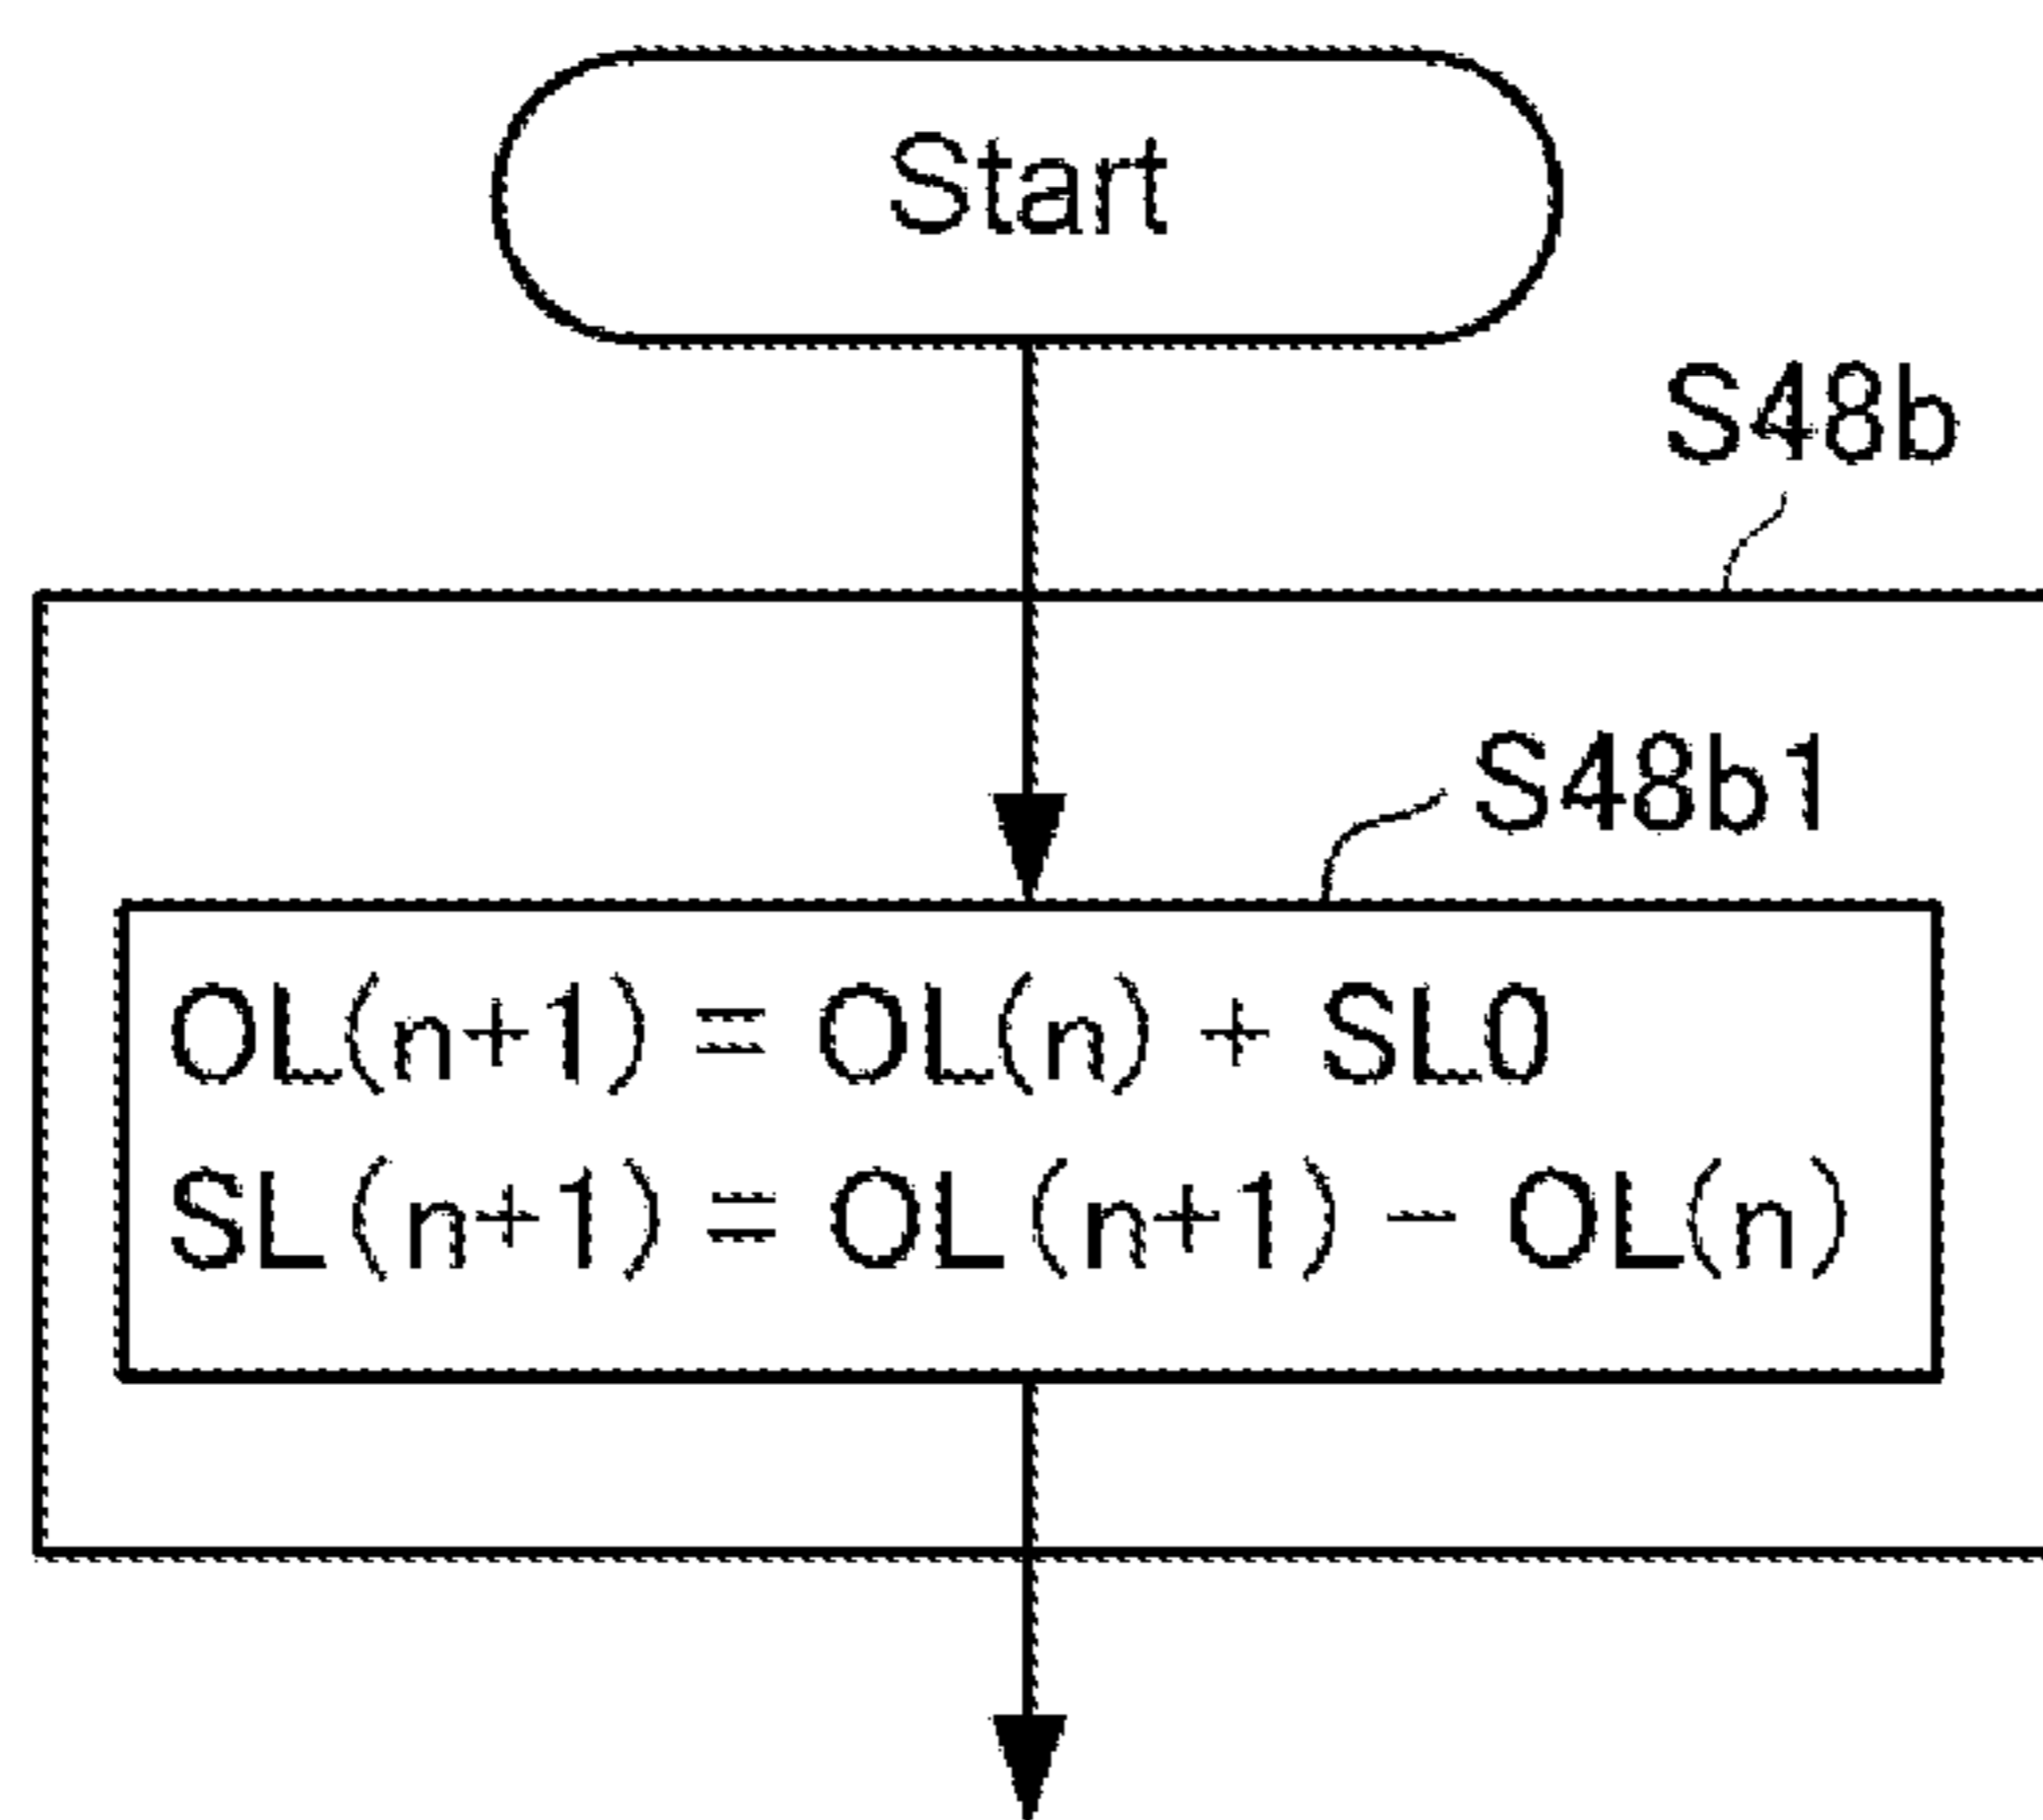 Start
S48b
S48b1
OL(n+1) = OL(n) + SL0
SL(n+1) = OL(n+1) - OL(n)